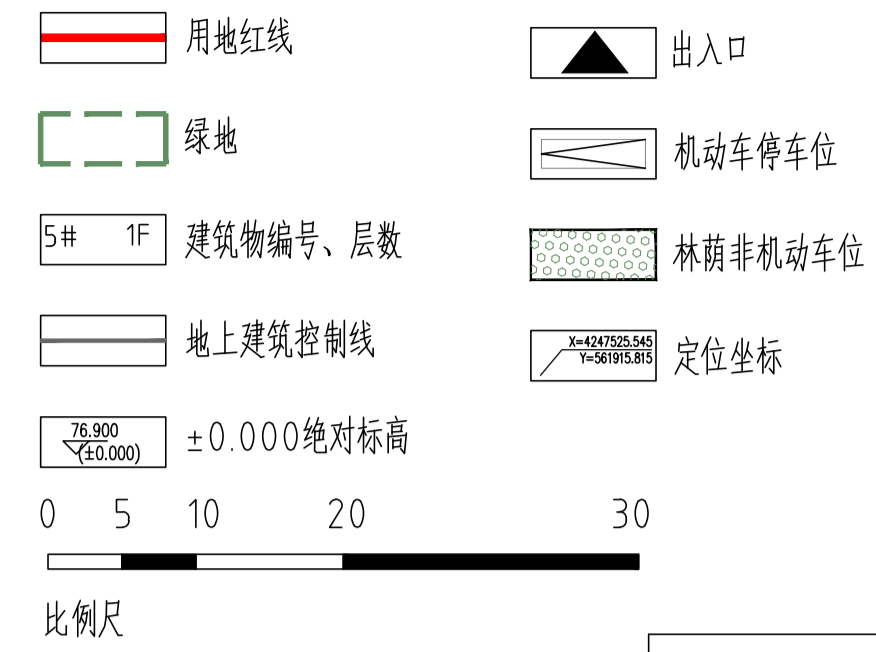 用地红线
绿地
5# 1F
建筑物编号、层数
地上建筑控制线
76.900
(±0.000)
±0.000绝对标高
出入口
机动车停车位
林荫非机动车位
X=4247525.545
Y=561915.815
定位坐标
0 5 10 20 30
比例尺